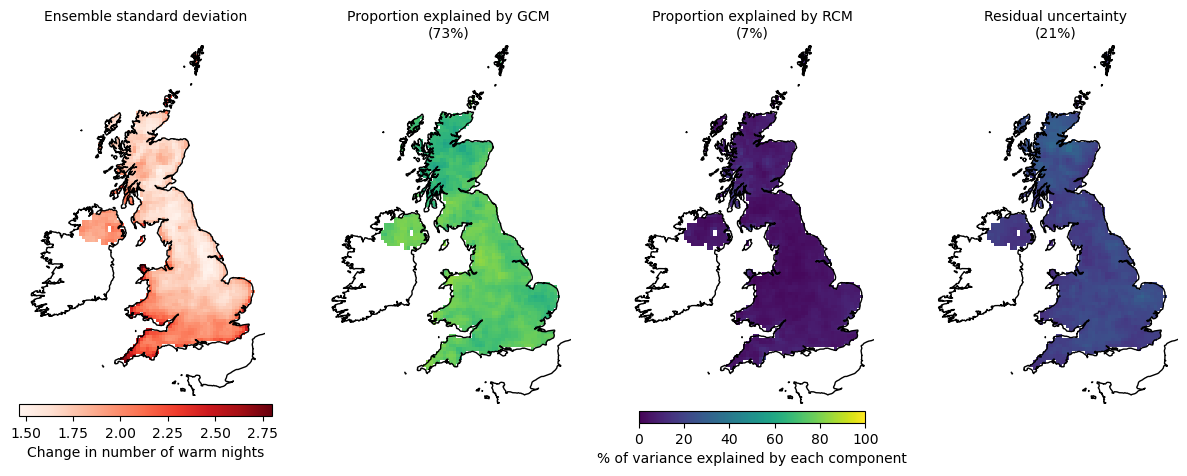 Ensemble standard deviation
Proportion explained by GCM
(73%)
Proportion explained by RCM
(7%)
Residual uncertainty
(21%)
1.50 1.75 2.00 2.25 2.50 2.75
Change in number of warm nights
0 20 40 60 80 100
% of variance explained by each component